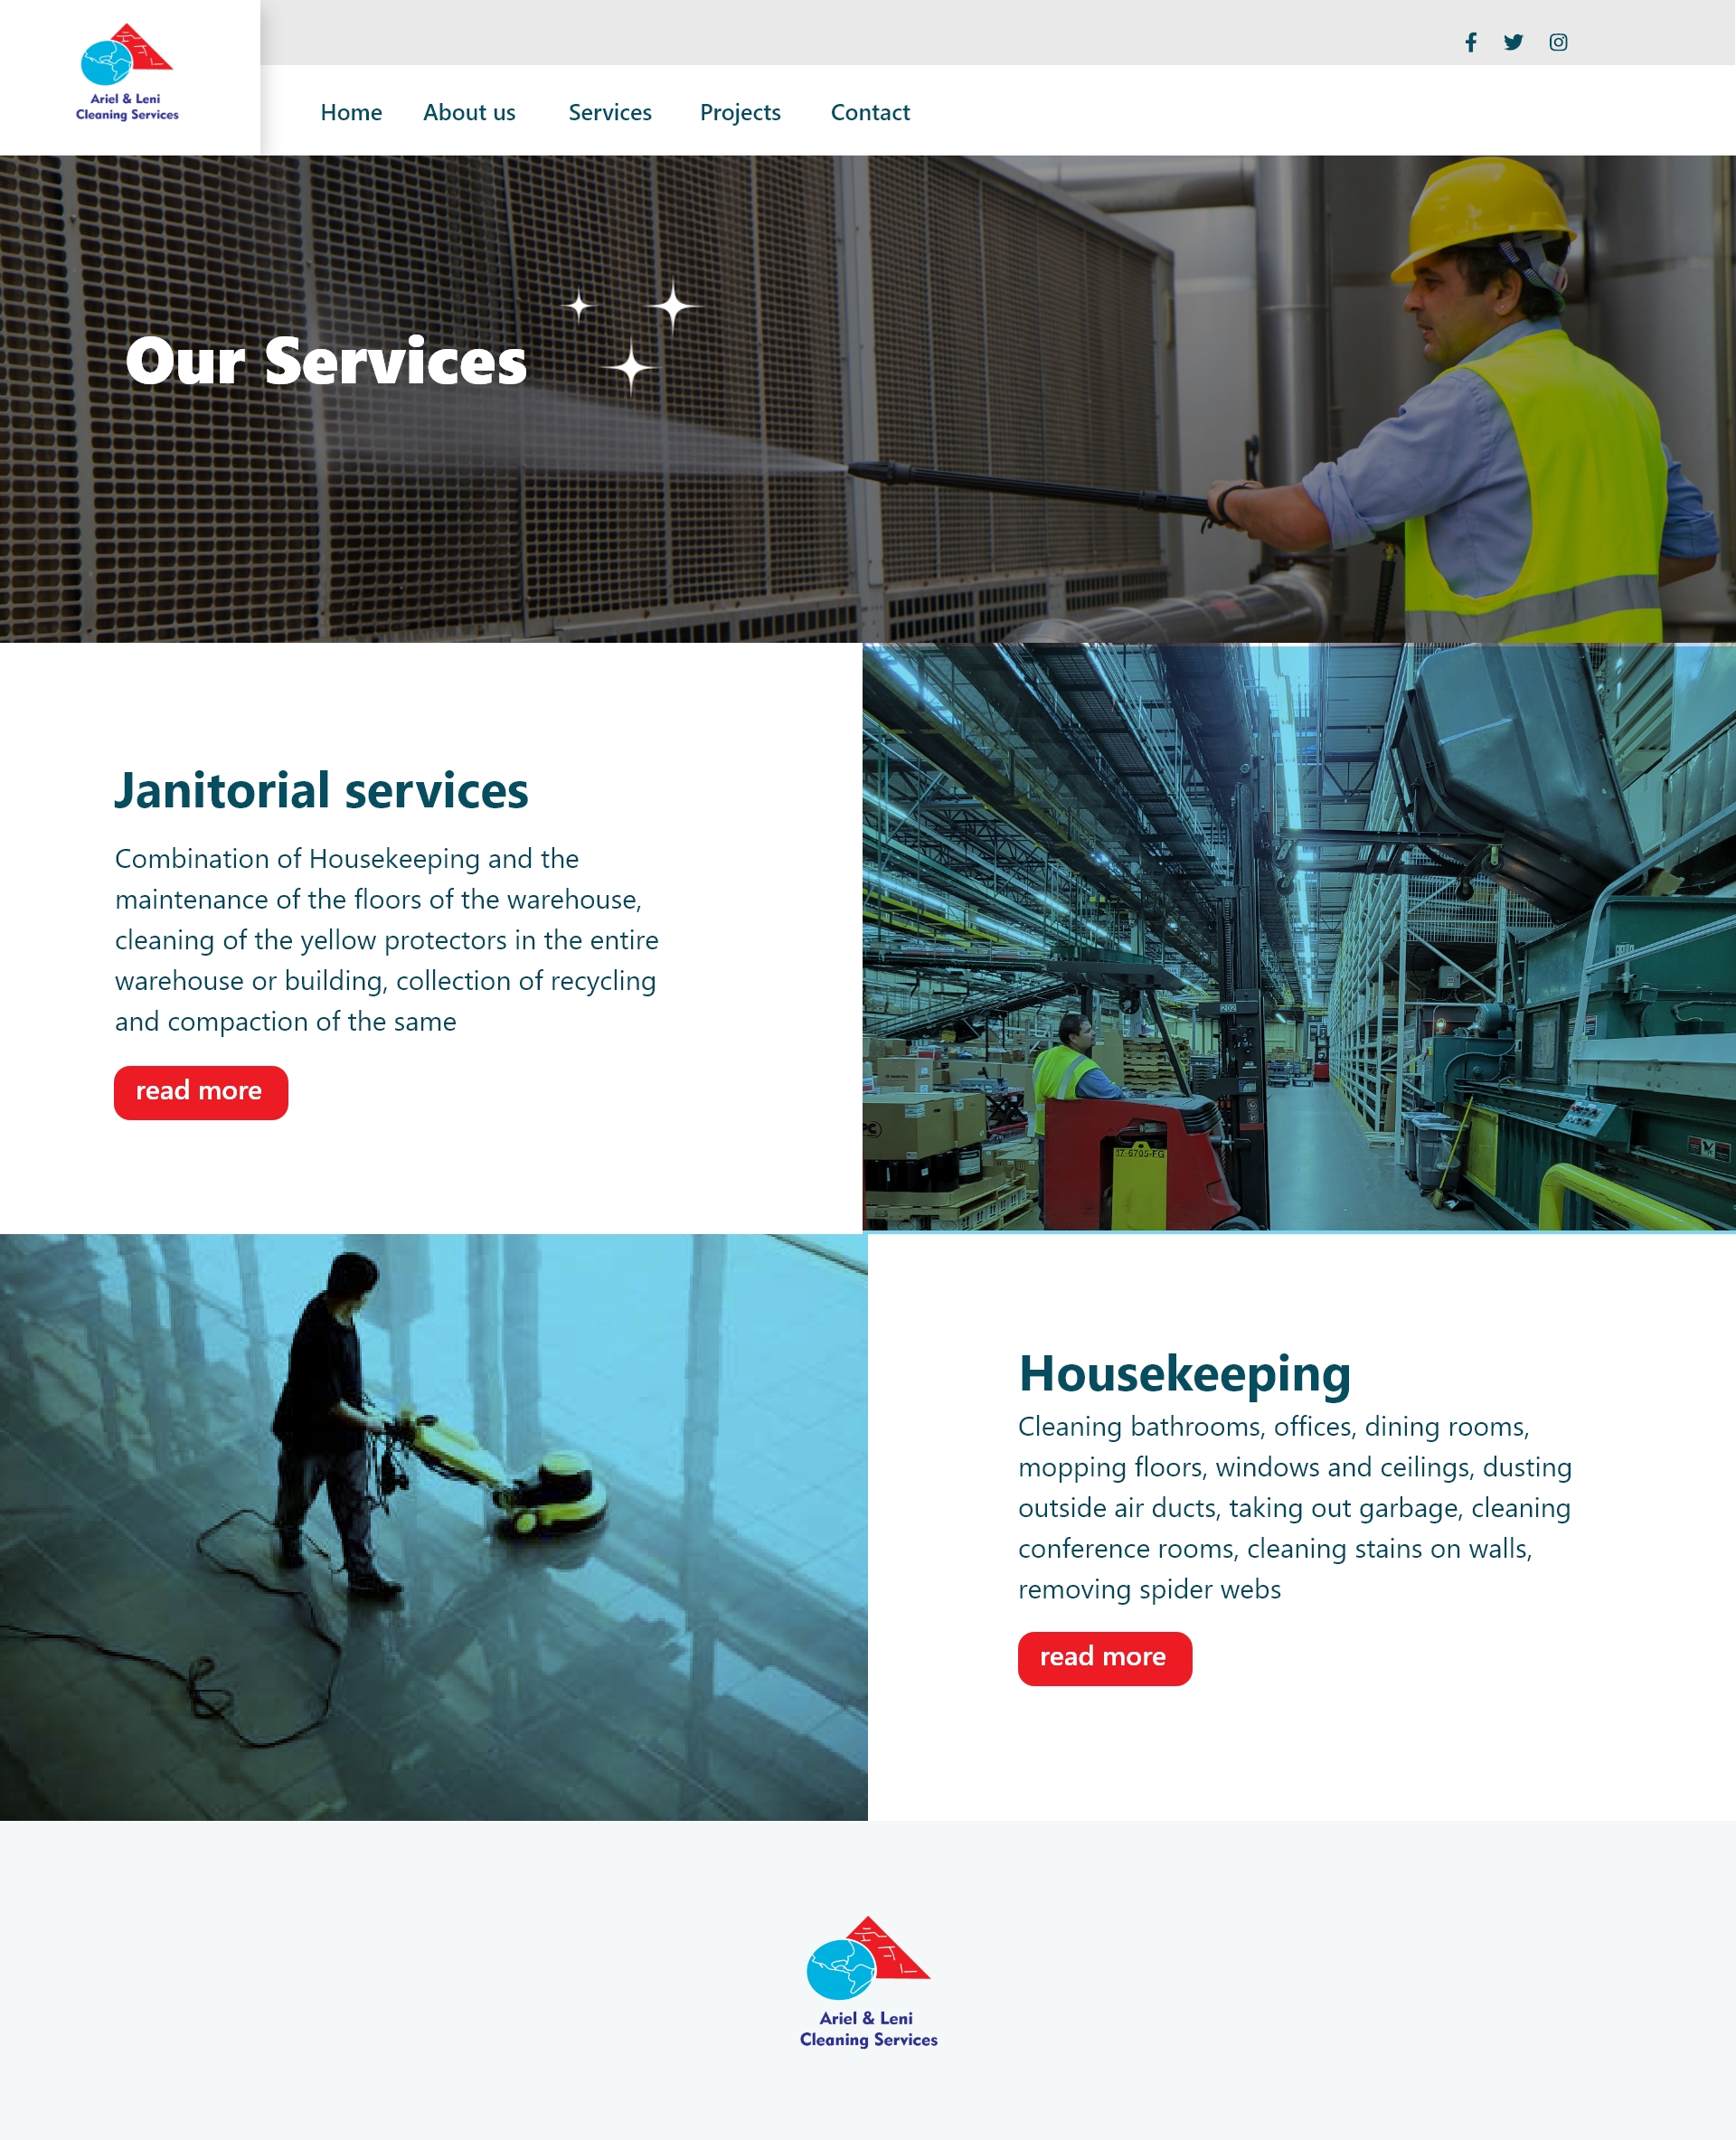 Ariel & Leni
Cleaning Services
Home About us Services Projects Contact
Our Services
Janitorial services
Combination of Housekeeping and the
maintenance of the floors of the warehouse,
cleaning of the yellow protectors in the entire
warehouse or building, collection of recycling
and compaction of the same
read more
202
17-6705-FG
Housekeeping
Cleaning bathrooms, offices, dining rooms,
mopping floors, windows and ceilings, dusting
outside air ducts, taking out garbage, cleaning
conference rooms, cleaning stains on walls,
removing spider webs
read more
Ariel & Leni
Cleaning Services